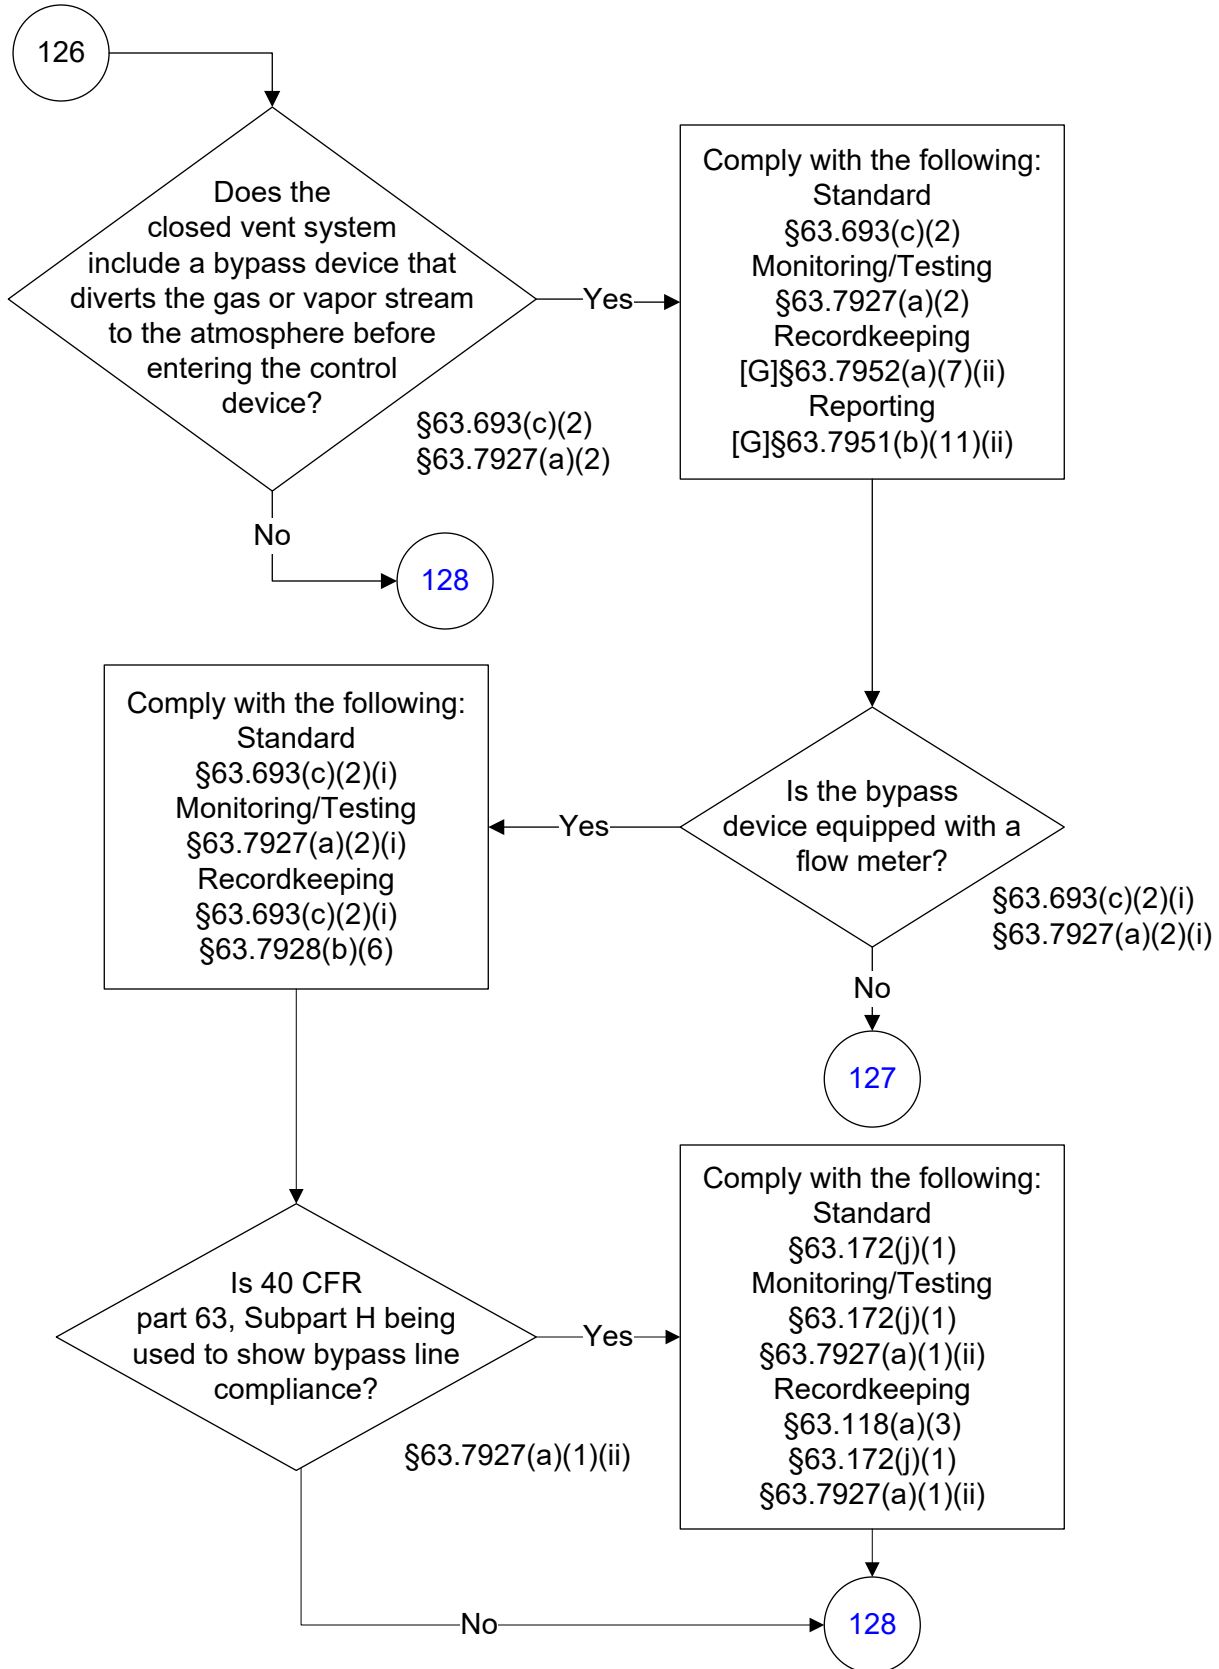 126
Does the
closed vent system
include a bypass device that
diverts the gas or vapor stream
to the atmosphere before
entering the control
device?
§63.693(c)(2)
§63.7927(a)(2)
Yes
Comply with the following:
Standard
§63.693(c)(2)
Monitoring/Testing
§63.7927(a)(2)
Recordkeeping
[G]§63.7952(a)(7)(ii)
Reporting
[G]§63.7951(b)(11)(ii)
No
128
Is the bypass
device equipped with a
flow meter?
§63.693(c)(2)(i)
§63.7927(a)(2)(i)
Yes
Comply with the following:
Standard
§63.693(c)(2)(i)
Monitoring/Testing
§63.7927(a)(2)(i)
Recordkeeping
§63.693(c)(2)(i)
§63.7928(b)(6)
No
127
Is 40 CFR
part 63, Subpart H being
used to show bypass line
compliance?
§63.7927(a)(1)(ii)
Yes
Comply with the following:
Standard
§63.172(j)(1)
Monitoring/Testing
§63.172(j)(1)
§63.7927(a)(1)(ii)
Recordkeeping
§63.118(a)(3)
§63.172(j)(1)
§63.7927(a)(1)(ii)
No
128